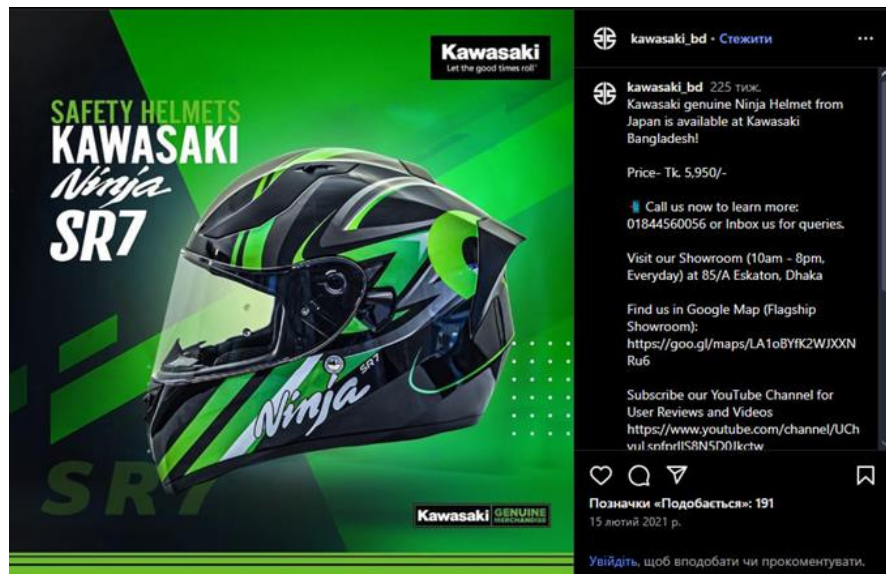 Kawasaki
Let the good times roll
SAFETY HELMETS
KAWASAKI
Ninja
SR7
SR7
Ninja
SR7
Kawasaki GENUINE
MERCHANDISE
kawasaki_bd • Стежити
kawasaki_bd 225 тиж.
Kawasaki genuine Ninja Helmet from
Japan is available at Kawasaki
Bangladesh!
Price- Tk. 5,950/-
📲 Call us now to learn more:
01844560056 or Inbox us for queries.
Visit our Showroom (10am - 8pm,
Everyday) at 85/A Eskaton, Dhaka
Find us in Google Map (Flagship
Showroom):
https://goo.gl/maps/LA1oBYfK2WJXXN
Ru6
Subscribe our YouTube Channel for
User Reviews and Videos
https://www.youtube.com/channel/UCh
Позначки «Подобається»: 191
15 лютий 2021 р.
Увійдіть, щоб вподобати чи прокоментувати.